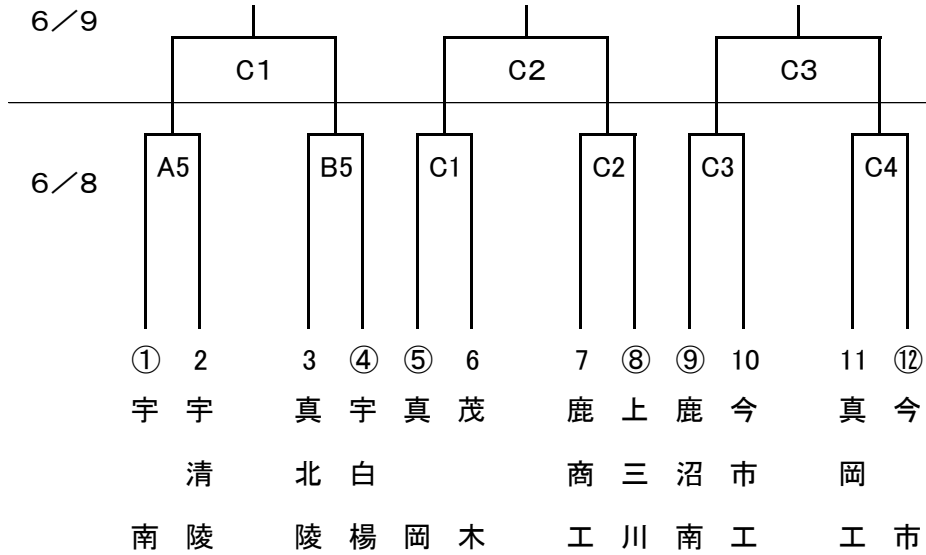 6／9
C1 C2 C3
6／8
A5 B5 C1 C2 C3 C4
① 2 3 ④ ⑤ 6 7 ⑧ ⑨ 10 11 ⑫
宇南
宇清陵
真北陵
宇白楊
真岡
茂木
鹿商工
上三川
鹿沼南
今市工
真岡工
今市